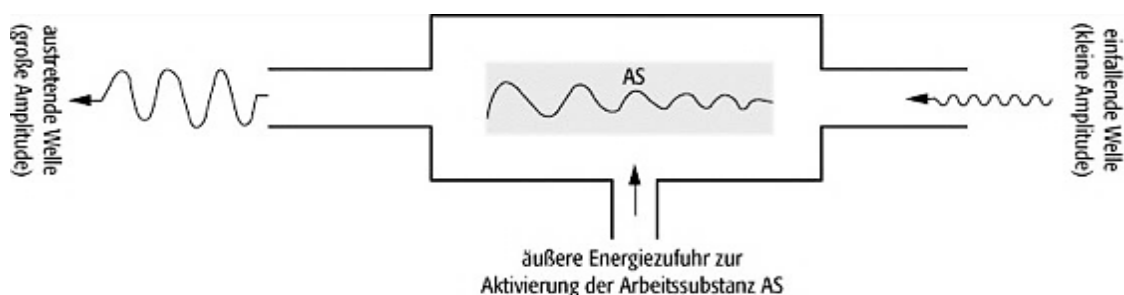 austretende Welle
(große Amplitude)
AS
einfallende Welle
(kleine Amplitude)
äußere Energiezufuhr zur
Aktivierung der Arbeitssubstanz AS